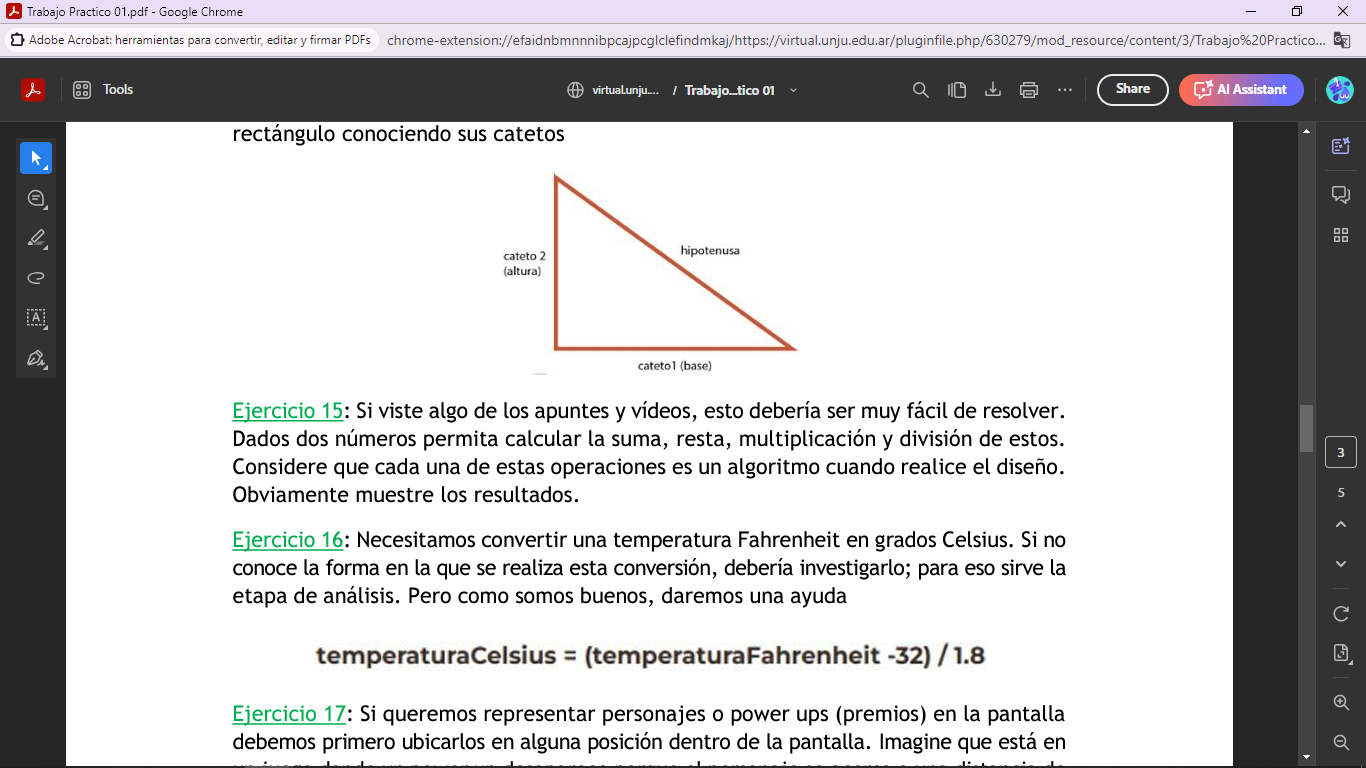 Trabajo Practico 01.pdf - Google Chrome
Adobe Acrobat: herramientas para convertir, editar y firmar PDFs
chrome-extension://efaidnbmnnnibpcajpcglclefindmkaj/https://virtual.unju.edu.ar/pluginfile.php/630279/mod_resource/content/3/Trabajo%20Practico...
Tools
virtual.unju.... / Trabajo...tico 01
Share
AI Assistant
rectángulo conociendo sus catetos
cateto 2
(altura)
hipotenusa
cateto1 (base)
Ejercicio 15: Si viste algo de los apuntes y vídeos, esto debería ser muy fácil de resolver.
Dados dos números permita calcular la suma, resta, multiplicación y división de estos.
Considere que cada una de estas operaciones es un algoritmo cuando realice el diseño.
Obviamente muestre los resultados.
Ejercicio 16: Necesitamos convertir una temperatura Fahrenheit en grados Celsius. Si no
conoce la forma en la que se realiza esta conversión, debería investigarlo; para eso sirve la
etapa de análisis. Pero como somos buenos, daremos una ayuda
temperaturaCelsius = (temperaturaFahrenheit -32) / 1.8
Ejercicio 17: Si queremos representar personajes o power ups (premios) en la pantalla
debemos primero ubicarlos en alguna posición dentro de la pantalla. Imagine que está en
3
5